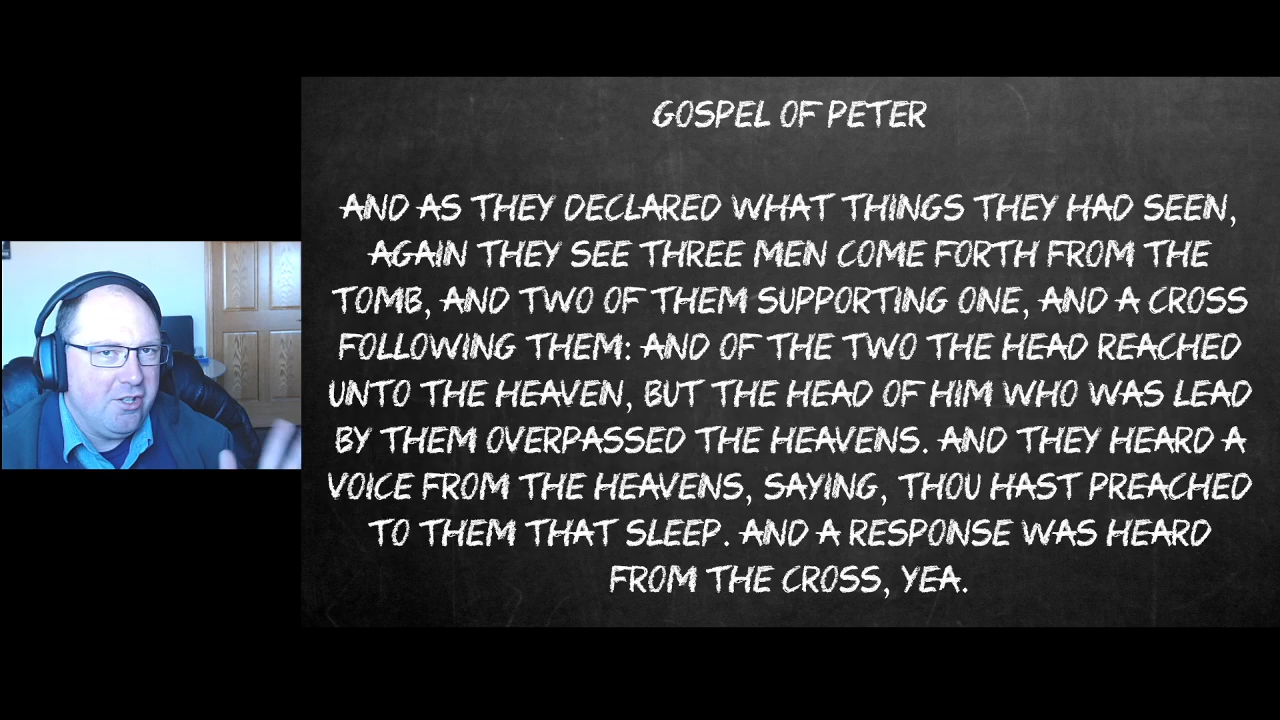 GOSPEL OF PETER
AND AS THEY DECLARED WHAT THINGS THEY HAD SEEN,
AGAIN THEY SEE THREE MEN COME FORTH FROM THE
TOMB, AND TWO OF THEM SUPPORTING ONE, AND A CROSS
FOLLOWING THEM: AND OF THE TWO THE HEAD REACHED
UNTO THE HEAVEN, BUT THE HEAD OF HIM WHO WAS LEAD
BY THEM OVERPASSED THE HEAVENS. AND THEY HEARD A
VOICE FROM THE HEAVENS, SAYING, THOU HAST PREACHED
TO THEM THAT SLEEP. AND A RESPONSE WAS HEARD
FROM THE CROSS, YEA.